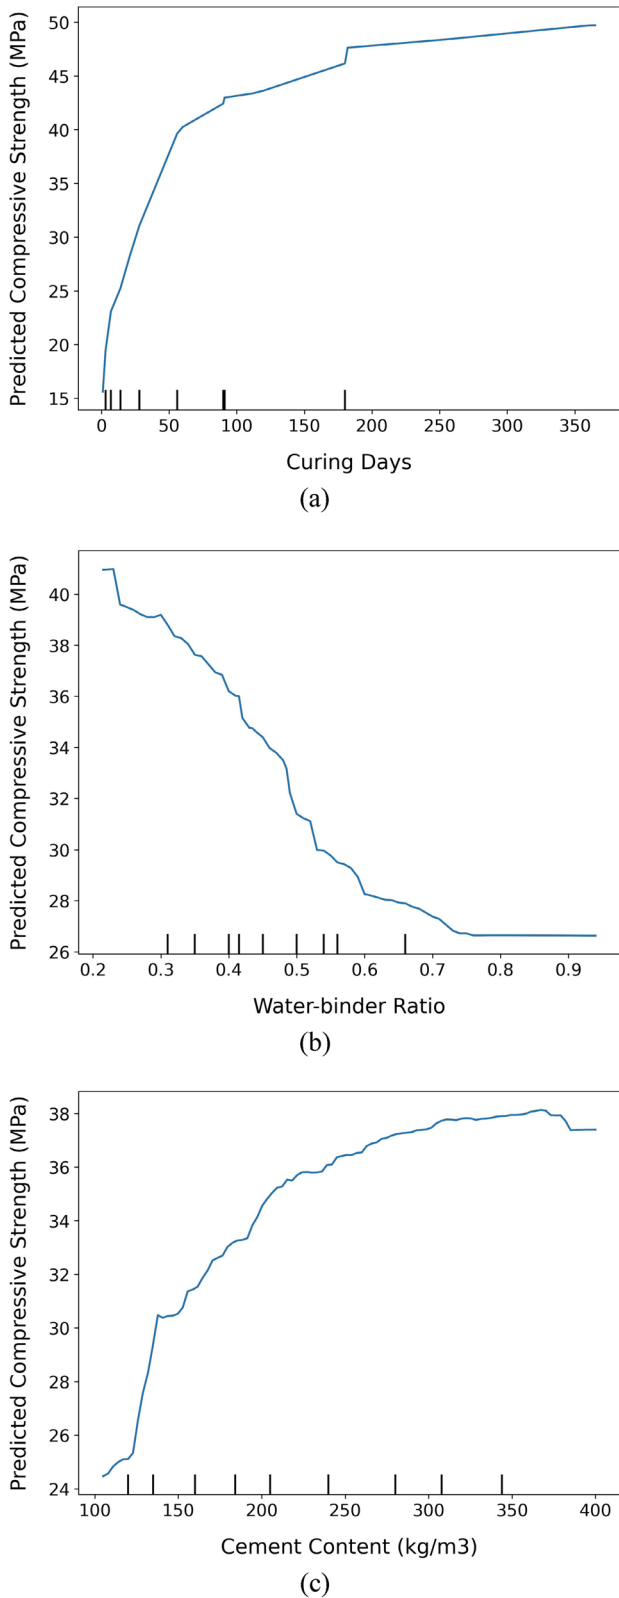 Predicted Compressive Strength (MPa)
50
45
40
35
30
25
20
15
0 50 100 150 200 250 300 350
Curing Days
(a)
Predicted Compressive Strength (MPa)
40
38
36
34
32
30
28
26
0.2 0.3 0.4 0.5 0.6 0.7 0.8 0.9
Water-binder Ratio
(b)
Predicted Compressive Strength (MPa)
38
36
34
32
30
28
26
24
100 150 200 250 300 350 400
Cement Content (kg/m3)
(c)